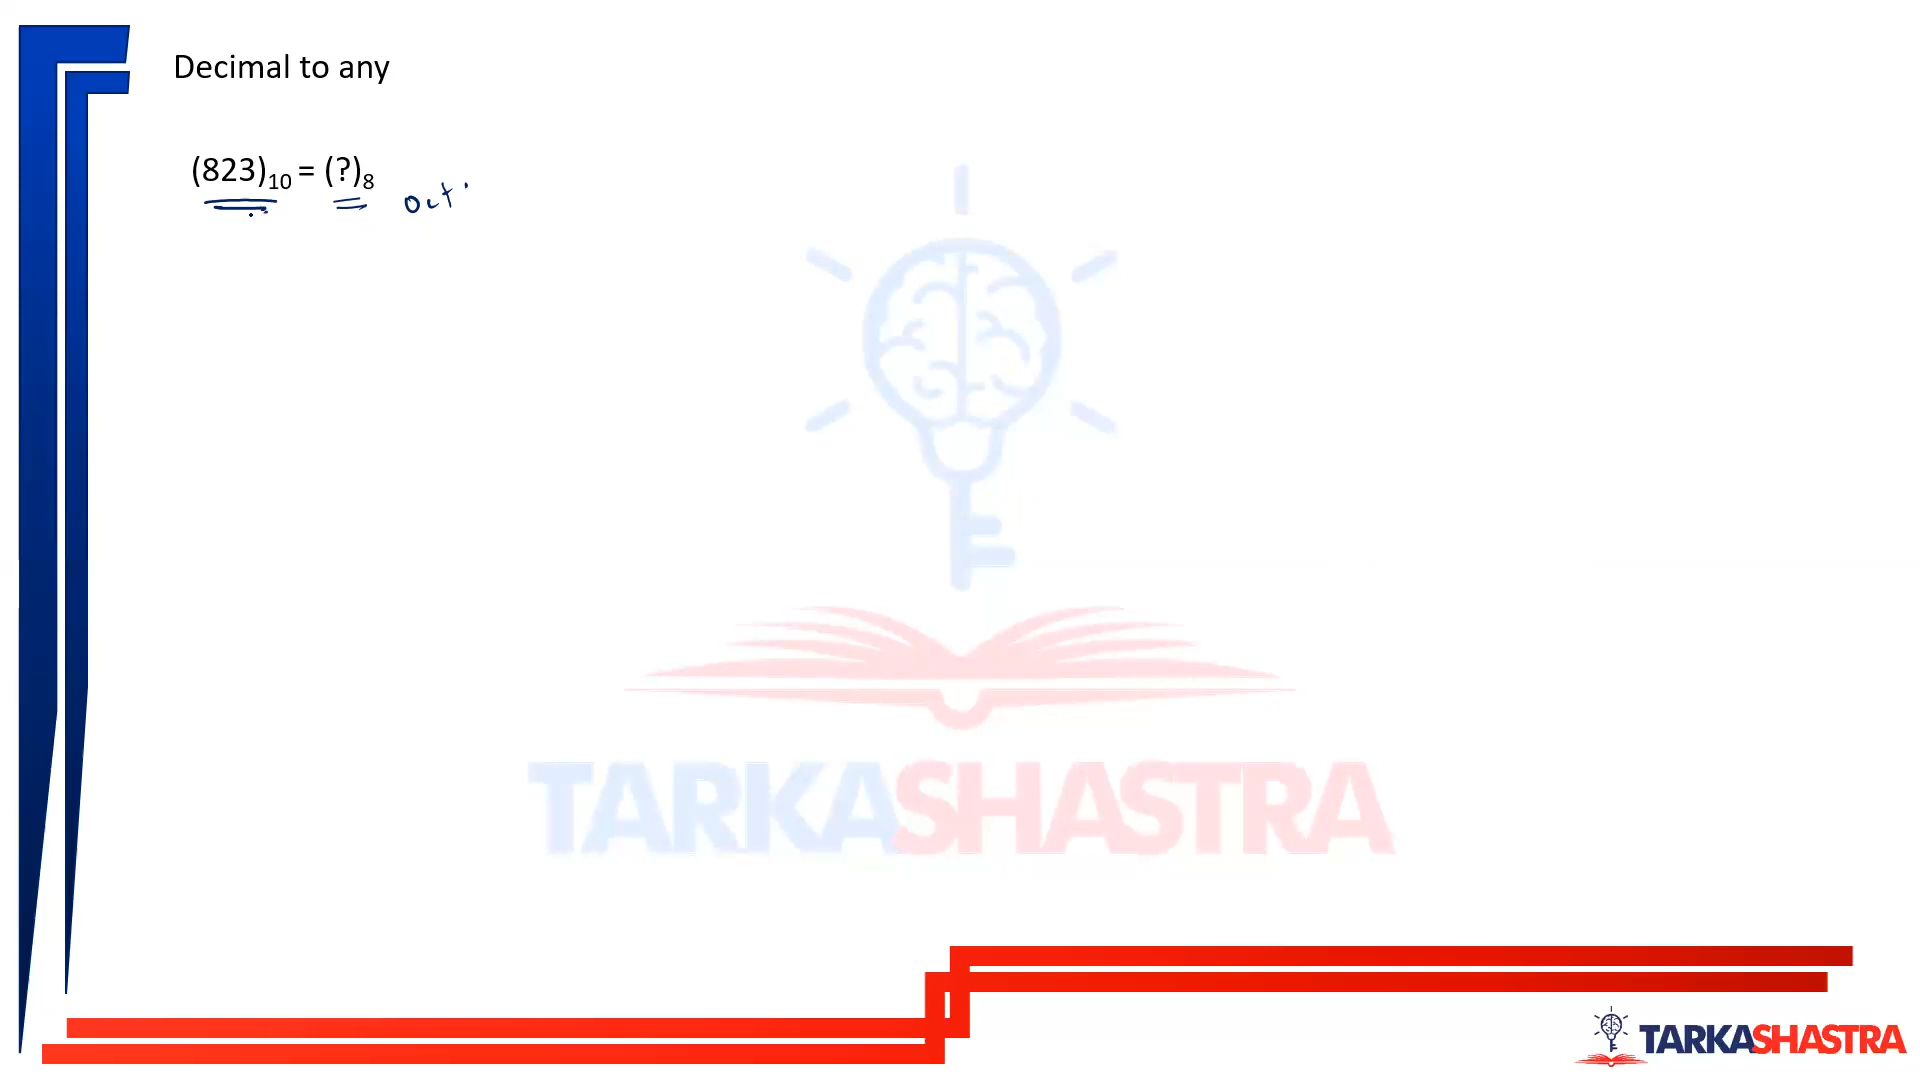 Decimal to any
(823)₁₀ = (?)₈
oct
TARKASHASTRA
TARKASHASTRA